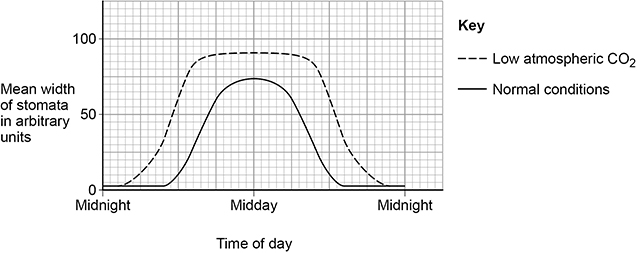 100
50
0
Mean width
of stomata
in arbitrary
units
Midnight
Midday
Midnight
Time of day
Key
Low atmospheric CO₂
Normal conditions